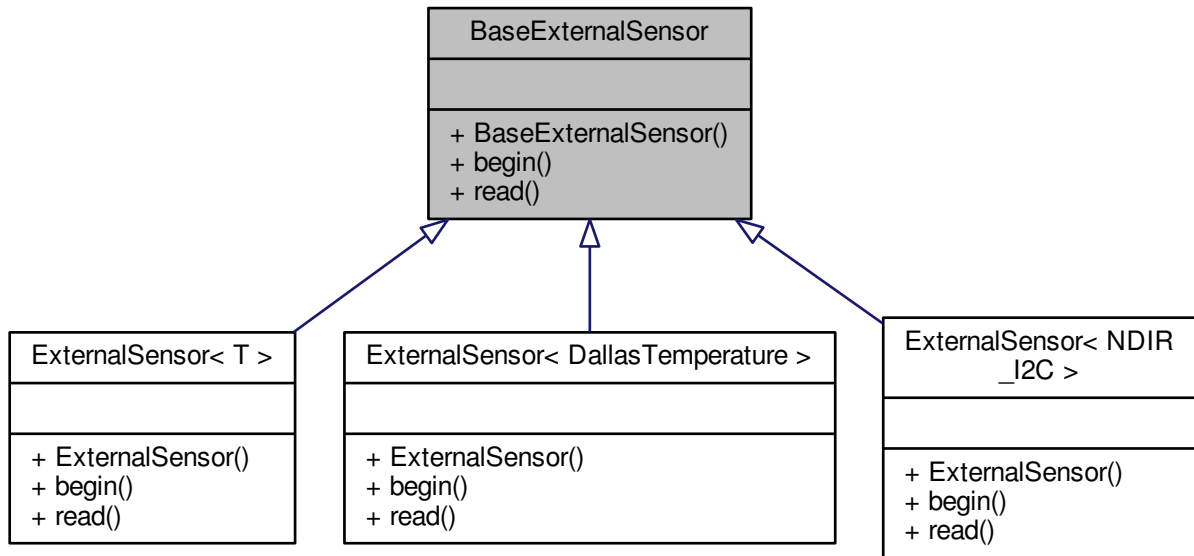 BaseExternalSensor
+ BaseExternalSensor()
+ begin()
+ read()
ExternalSensor< T >
+ ExternalSensor()
+ begin()
+ read()
ExternalSensor< DallasTemperature >
+ ExternalSensor()
+ begin()
+ read()
ExternalSensor< NDIR
_I2C >
+ ExternalSensor()
+ begin()
+ read()